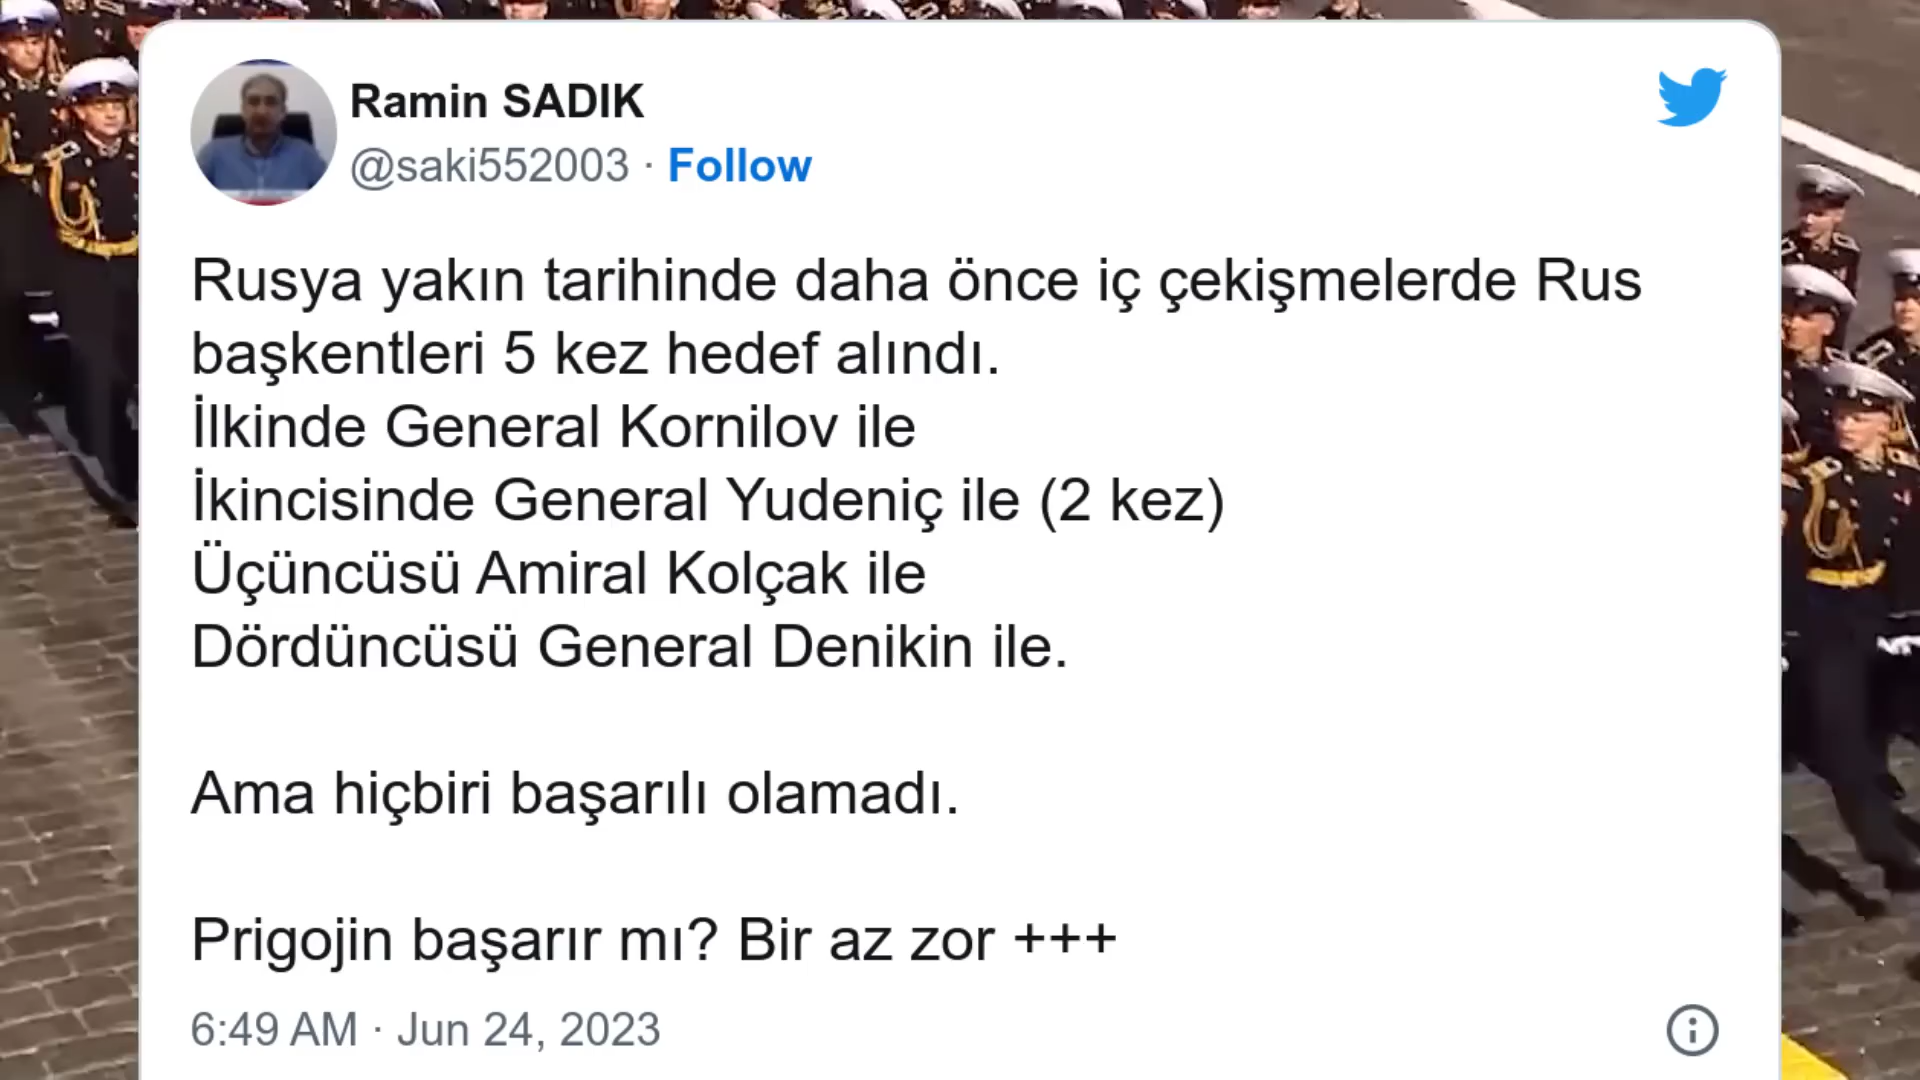 Ramin SADIK
@saki552003 · Follow
Rusya yakın tarihinde daha önce iç çekişmelerde Rus
başkentleri 5 kez hedef alındı.
İlkinde General Kornilov ile
İkincisinde General Yudeniç ile (2 kez)
Üçüncüsü Amiral Kolçak ile
Dördüncüsü General Denikin ile.
Ama hiçbiri başarılı olamadı.
Prigojin başarır mı? Bir az zor +++
6:49 AM · Jun 24, 2023